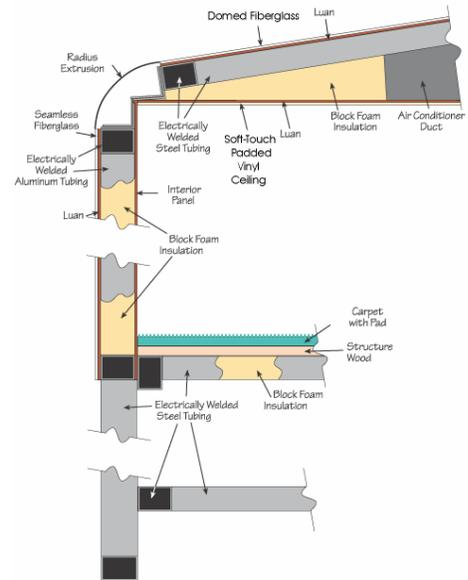 Domed Fiberglass
Luan
Radius
Extrusion
Seamless
Fiberglass
Electrically
Welded
Steel Tubing
Soft-Touch
Padded
Vinyl
Ceiling
Luan
Block Foam
Insulation
Air Conditioner
Duct
Electrically
Welded
Aluminum Tubing
Interior
Panel
Luan
Block Foam
Insulation
Carpet
with Pad
Structure
Wood
Electrically Welded
Steel Tubing
Block Foam
Insulation